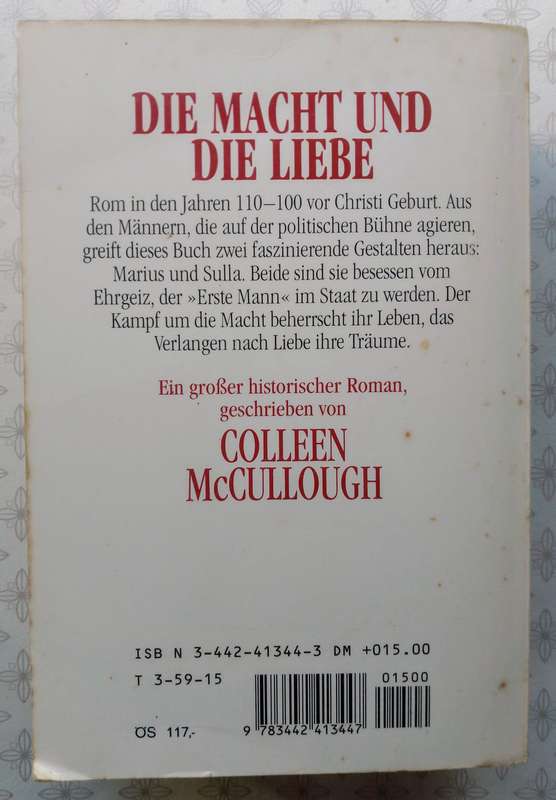 DIE MACHT UND
DIE LIEBE
Rom in den Jahren 110–100 vor Christi Geburt. Aus
den Männern, die auf der politischen Bühne agieren,
greift dieses Buch zwei faszinierende Gestalten heraus:
Marius und Sulla. Beide sind sie besessen vom
Ehrgeiz, der »Erste Mann« im Staat zu werden. Der
Kampf um die Macht beherrscht ihr Leben, das
Verlangen nach Liebe ihre Träume.
Ein großer historischer Roman,
geschrieben von
COLLEEN
McCULLOUGH
ISB N 3-442-41344-3 DM +015.00
T 3-59-15
01500
ÖS 117,-
9 783442 413447